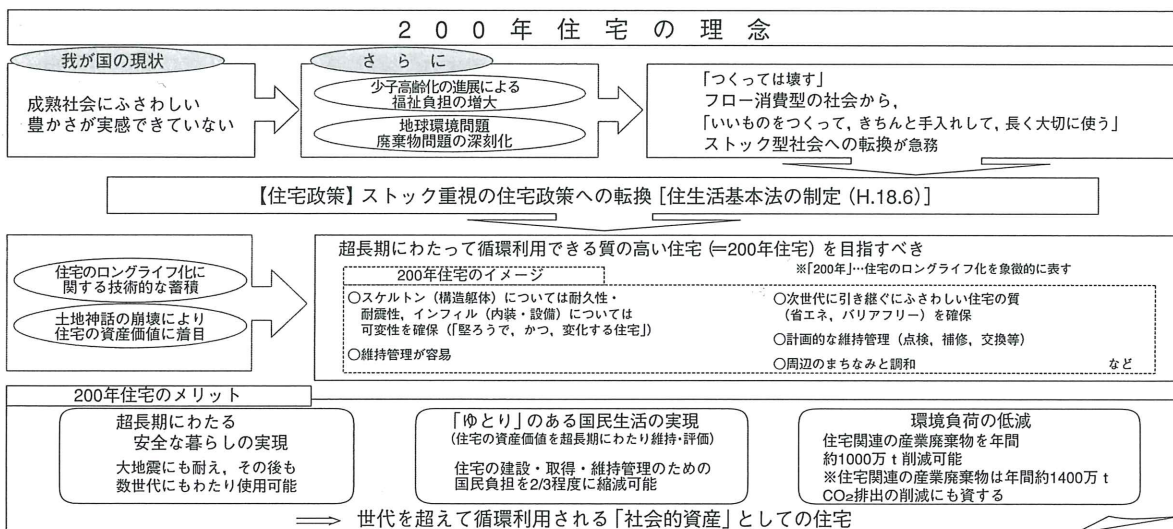 200年住宅の理念
我が国の現状
成熟社会にふさわしい
豊かさが実感できていない
さらに
少子高齢化の進展による
福祉負担の増大
地球環境問題
廃棄物問題の深刻化
「つくっては壊す」
フロー消費型の社会から，
「いいものをつくって，きちんと手入れして，長く大切に使う」
ストック型社会への転換が急務
【住宅政策】ストック重視の住宅政策への転換［住生活基本法の制定（H.18.6）］
住宅のロングライフ化に
関する技術的な蓄積
土地神話の崩壊により
住宅の資産価値に着目
超長期にわたって循環利用できる質の高い住宅（＝200年住宅）を目指すべき
200年住宅のイメージ
※「200年」…住宅のロングライフ化を象徴的に表す
○スケルトン（構造躯体）については耐久性・
耐震性，インフィル（内装・設備）については
可変性を確保（「堅ろうで，かつ，変化する住宅」）
○維持管理が容易
○次世代に引き継ぐにふさわしい住宅の質
（省エネ，バリアフリー）を確保
○計画的な維持管理（点検，補修，交換等）
○周辺のまちなみと調和 など
200年住宅のメリット
超長期にわたる
安全な暮らしの実現
大地震にも耐え，その後も
数世代にもわたり使用可能
「ゆとり」のある国民生活の実現
（住宅の資産価値を超長期にわたり維持・評価）
住宅の建設・取得・維持管理のための
国民負担を2/3程度に縮減可能
環境負荷の低減
住宅関連の産業廃棄物を年間
約1000万t削減可能
※住宅関連の産業廃棄物は年間約1400万t
CO₂排出の削減にも資する
世代を超えて循環利用される「社会的資産」としての住宅